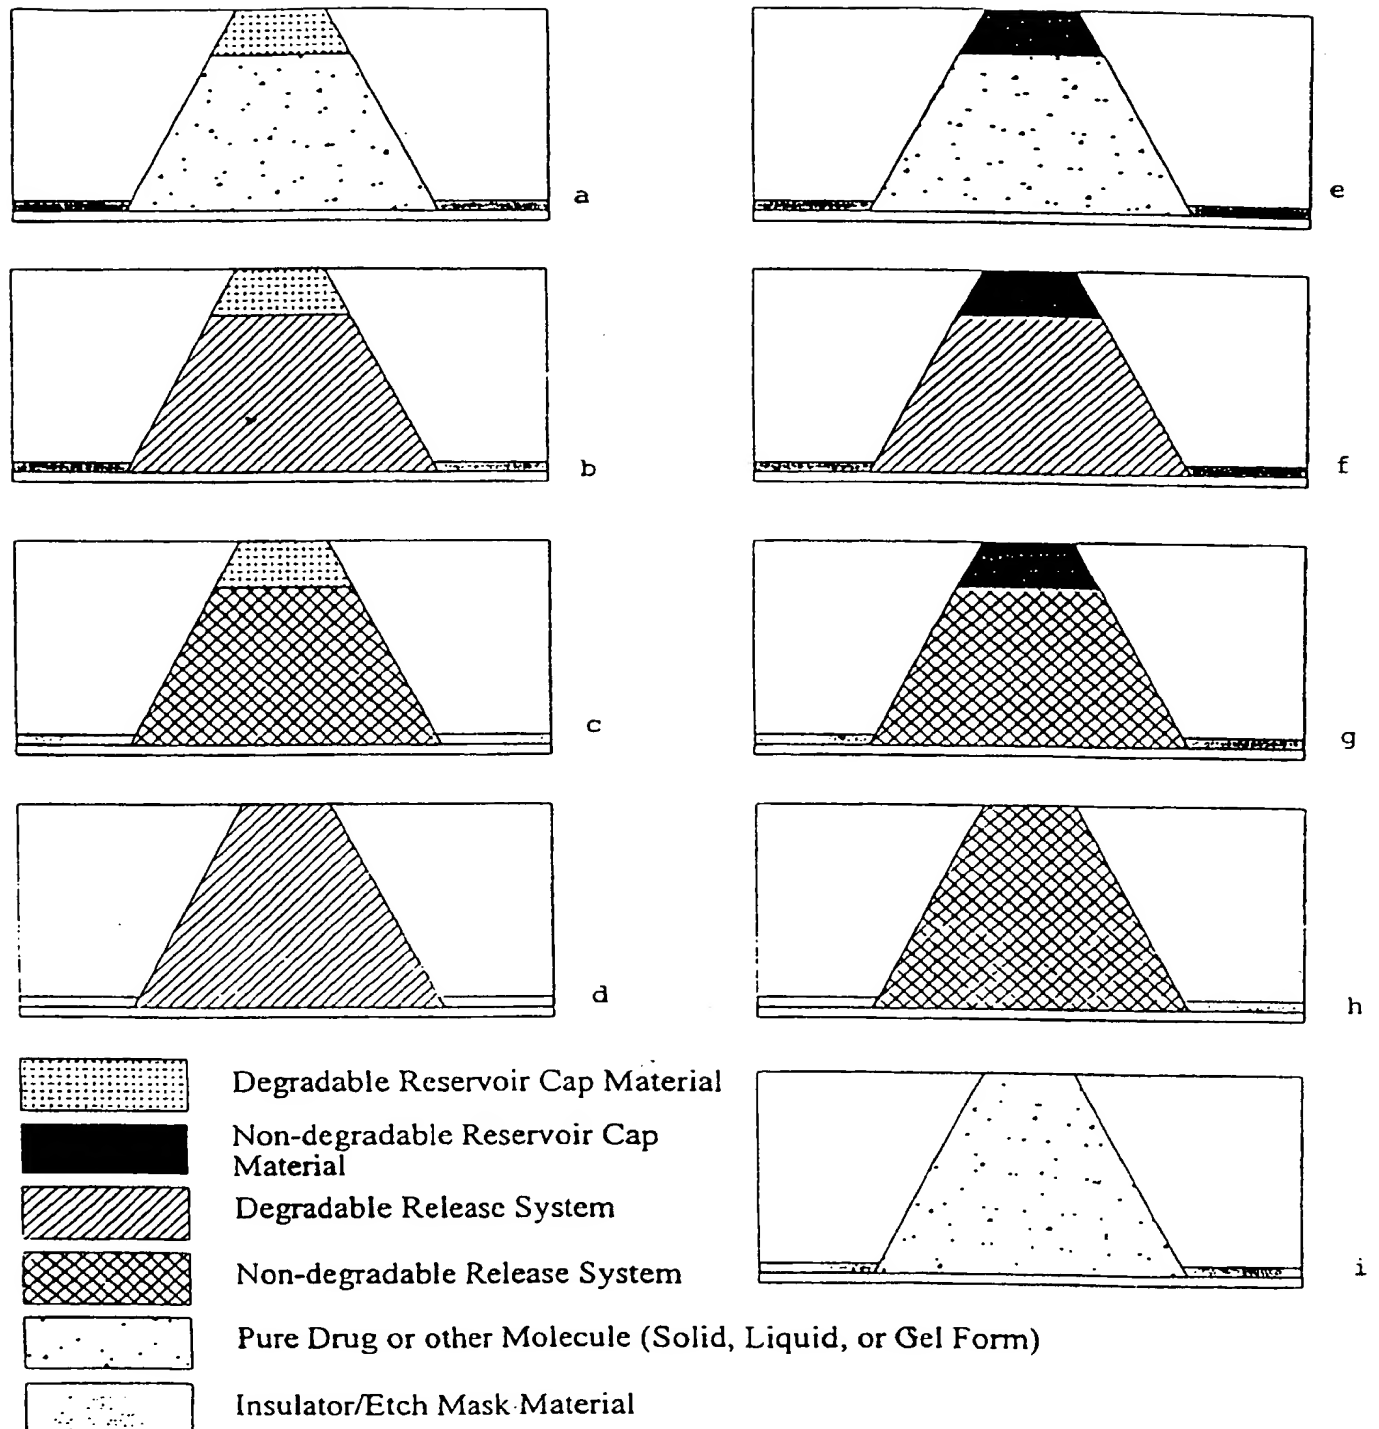 a
e
b
f
c
g
d
h
Degradable Reservoir Cap Material
Non-degradable Reservoir Cap
Material
Degradable Release System
Non-degradable Release System
i
Pure Drug or other Molecule (Solid, Liquid, or Gel Form)
Insulator/Etch Mask Material